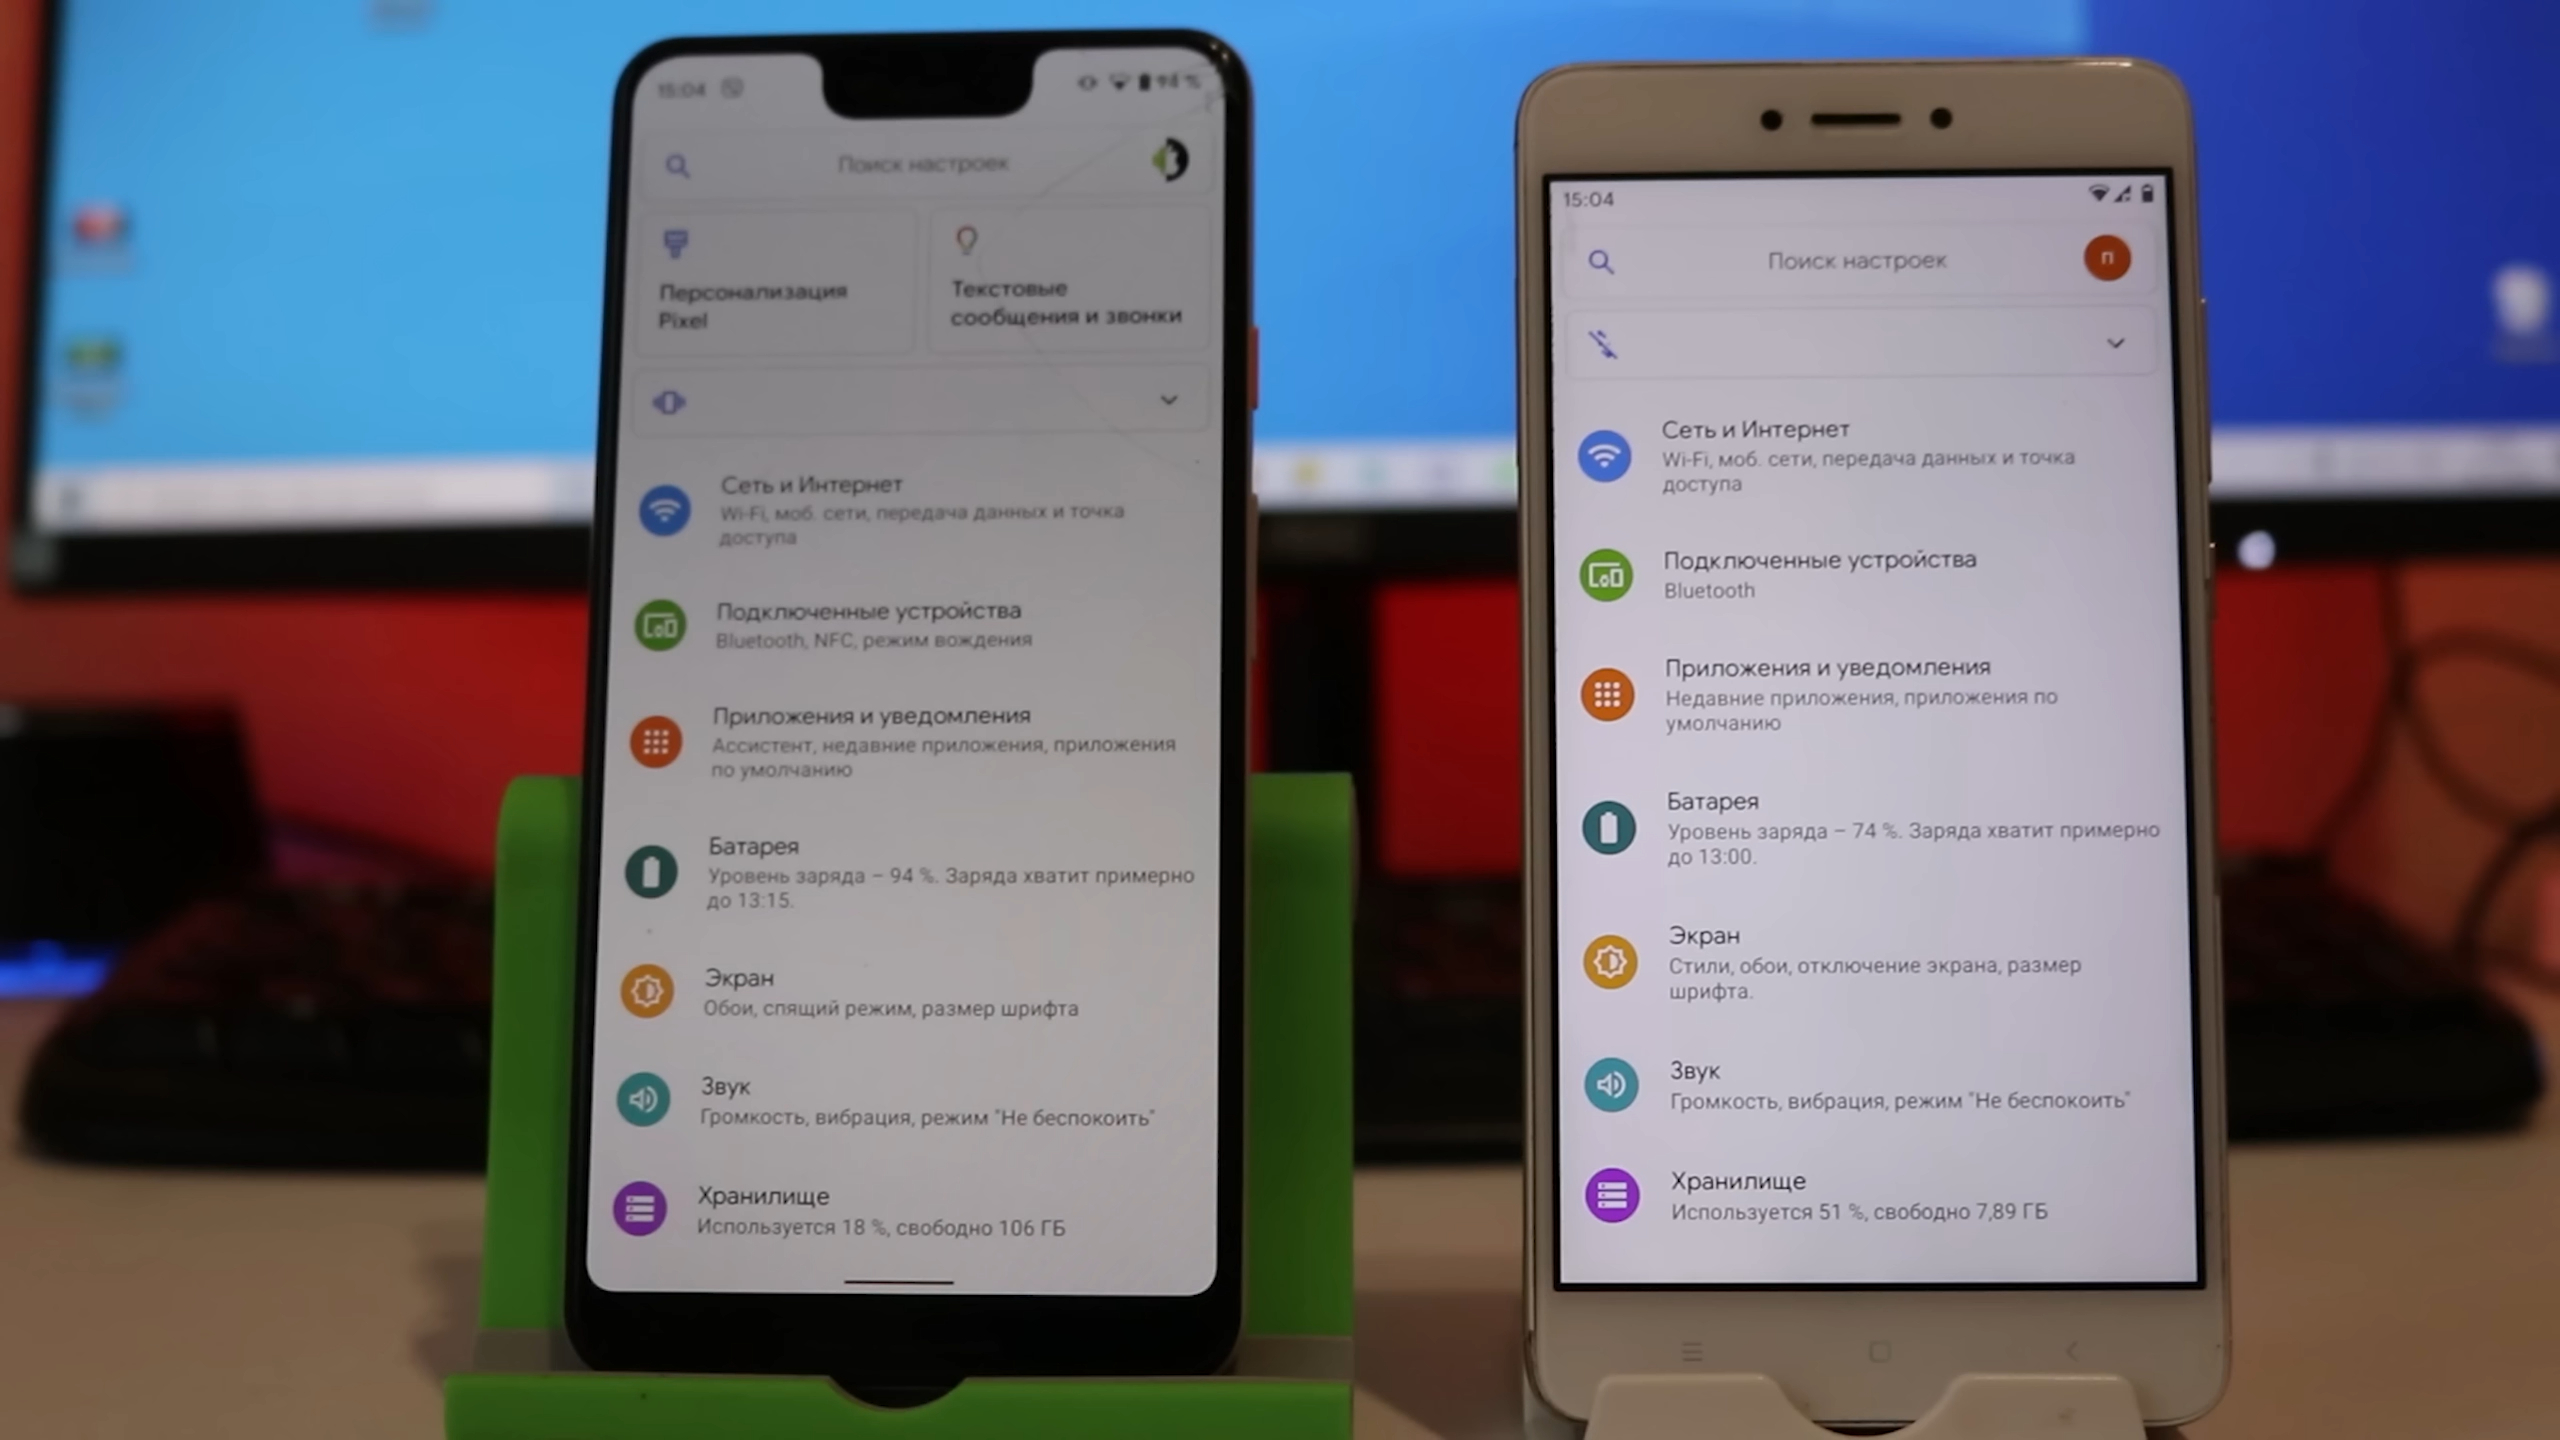 15:04
94 %
Поиск настроек
Персонализация
Pixel
Текстовые
сообщения и звонки
Сеть и Интернет
Wi-Fi, моб. сети, передача данных и точка
доступа
Подключенные устройства
Bluetooth, NFC, режим вождения
Приложения и уведомления
Ассистент, недавние приложения, приложения
по умолчанию
Батарея
Уровень заряда – 94 %. Заряда хватит примерно
до 13:15.
Экран
Обои, спящий режим, размер шрифта
Звук
Громкость, вибрация, режим "Не беспокоить"
Хранилище
Используется 18 %, свободно 106 ГБ
15:04
Поиск настроек
П
Сеть и Интернет
Wi-Fi, моб. сети, передача данных и точка
доступа
Подключенные устройства
Bluetooth
Приложения и уведомления
Недавние приложения, приложения по
умолчанию
Батарея
Уровень заряда – 74 %. Заряда хватит примерно
до 13:00.
Экран
Стили, обои, отключение экрана, размер
шрифта.
Звук
Громкость, вибрация, режим "Не беспокоить"
Хранилище
Используется 51 %, свободно 7,89 ГБ